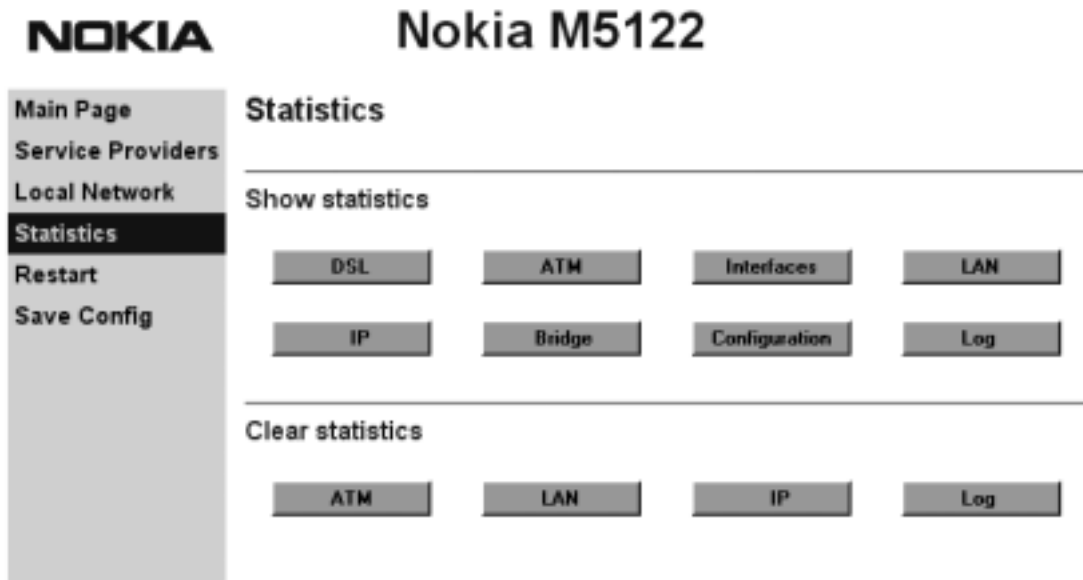 NOKIA
Nokia M5122
Main Page
Service Providers
Local Network
Statistics
Restart
Save Config
Statistics
Show statistics
DSL ATM Interfaces LAN
IP Bridge Configuration Log
Clear statistics
ATM LAN IP Log